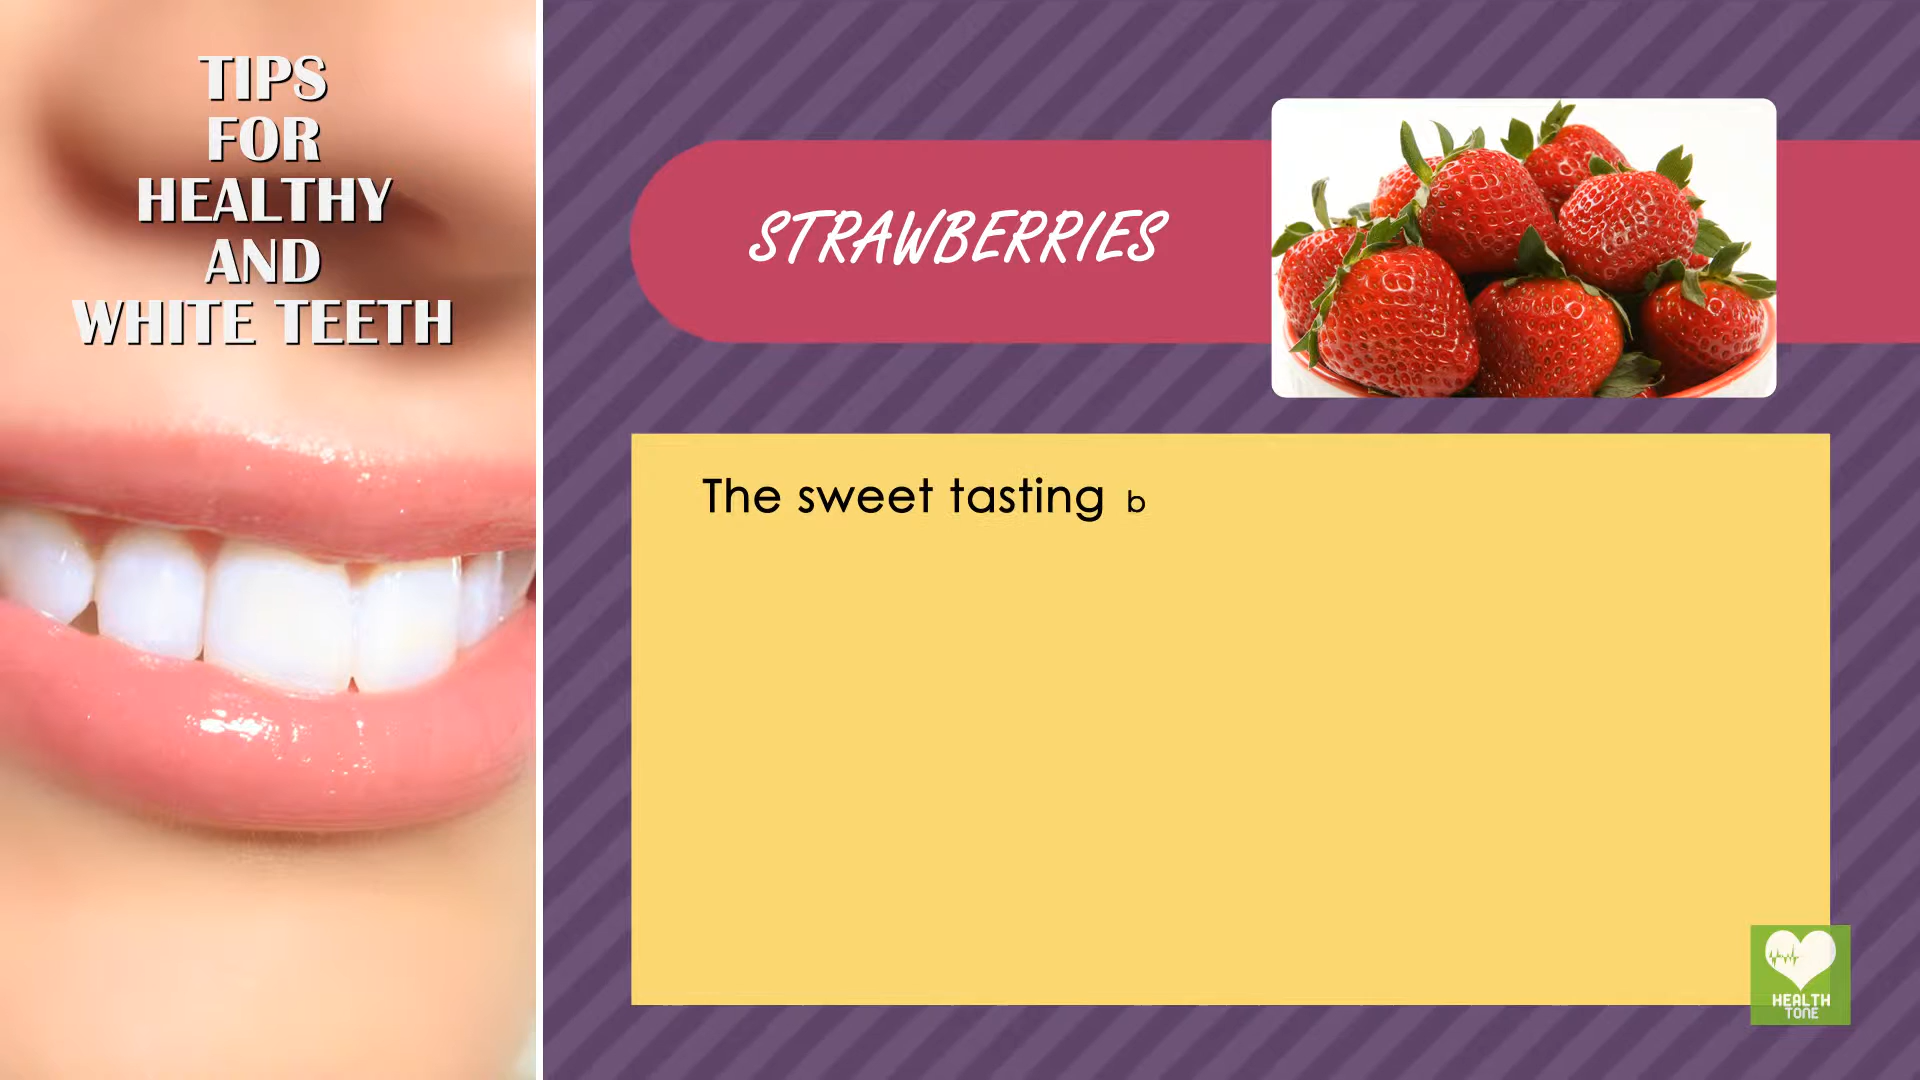 TIPS
FOR
HEALTHY
AND
WHITE TEETH
STRAWBERRIES
The sweet tasting b
HEALTH
TONE